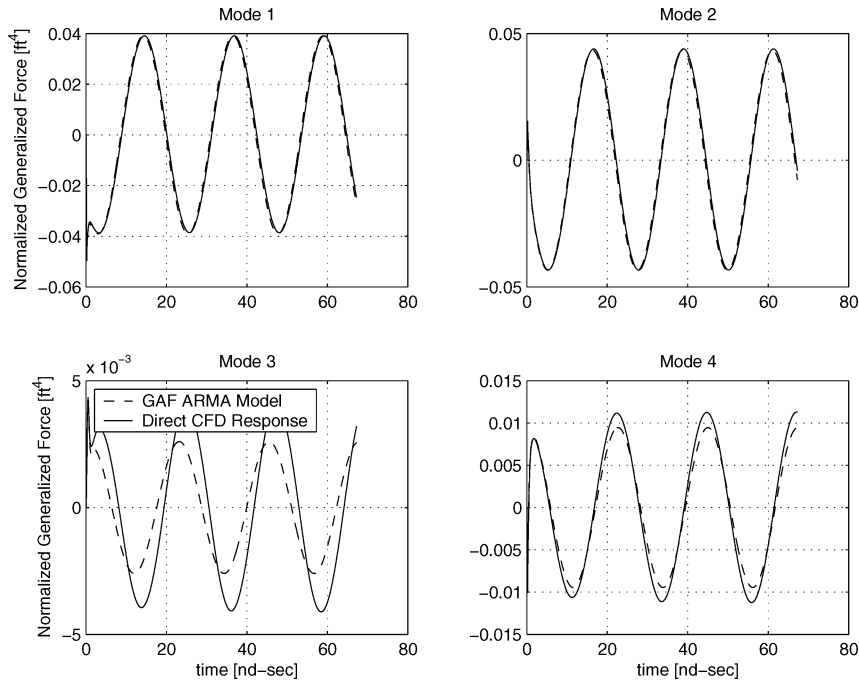 Mode 1
Normalized Generalized Force [ft⁴]
0.04
0.02
0
−0.02
−0.04
−0.06
0 20 40 60 80
Mode 2
0.05
0
−0.05
0 20 40 60 80
Mode 3
x 10⁻³
Normalized Generalized Force [ft⁴]
5
0
−5
GAF ARMA Model
Direct CFD Response
0 20 40 60 80
time [nd−sec]
Mode 4
0.015
0.01
0.005
0
−0.005
−0.01
−0.015
0 20 40 60 80
time [nd−sec]